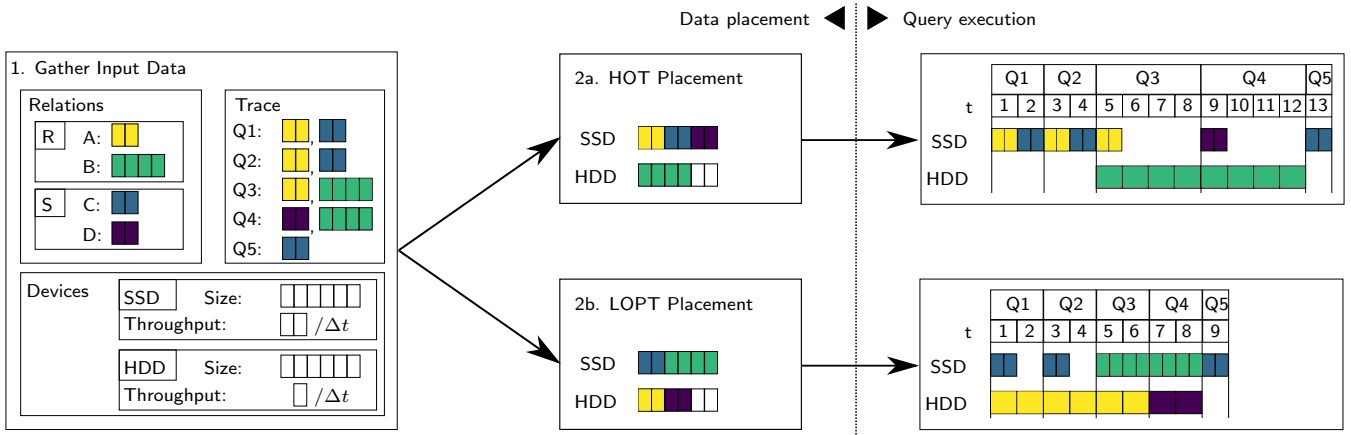 Data placement ◀ ▶ Query execution
1. Gather Input Data
Relations
R A:
B:
S C:
D:
Trace
Q1: ,
Q2: ,
Q3: ,
Q4: ,
Q5:
Devices
SSD Size:
Throughput: /Δt
HDD Size:
Throughput: /Δt
2a. HOT Placement
SSD
HDD
Q1 Q2 Q3 Q4 Q5
t 1 2 3 4 5 6 7 8 9 10 11 12 13
SSD
HDD
2b. LOPT Placement
SSD
HDD
Q1 Q2 Q3 Q4 Q5
t 1 2 3 4 5 6 7 8 9
SSD
HDD